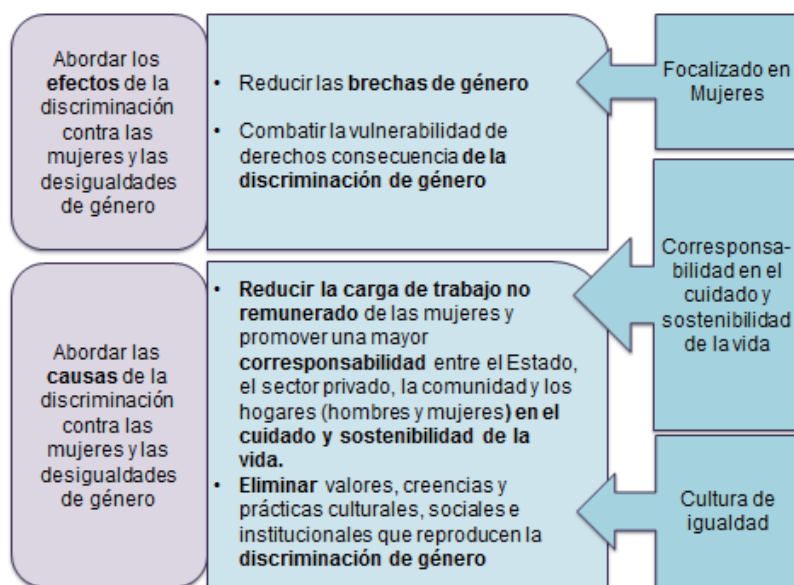 Abordar los
efectos de la
discriminación
contra las
mujeres y las
desigualdades
de género
• Reducir las brechas de género
• Combatir la vulnerabilidad de
derechos consecuencia de la
discriminación de género
Focalizado en
Mujeres
Abordar las
causas de la
discriminación
contra las
mujeres y las
desigualdades
de género
• Reducir la carga de trabajo no
remunerado de las mujeres y
promover una mayor
corresponsabilidad entre el Estado,
el sector privado, la comunidad y los
hogares (hombres y mujeres) en el
cuidado y sostenibilidad de la
vida.
• Eliminar valores, creencias y
prácticas culturales, sociales e
institucionales que reproducen la
discriminación de género
Corresponsa-
bilidad en el
cuidado y
sostenibilidad
de la vida
Cultura de
igualdad